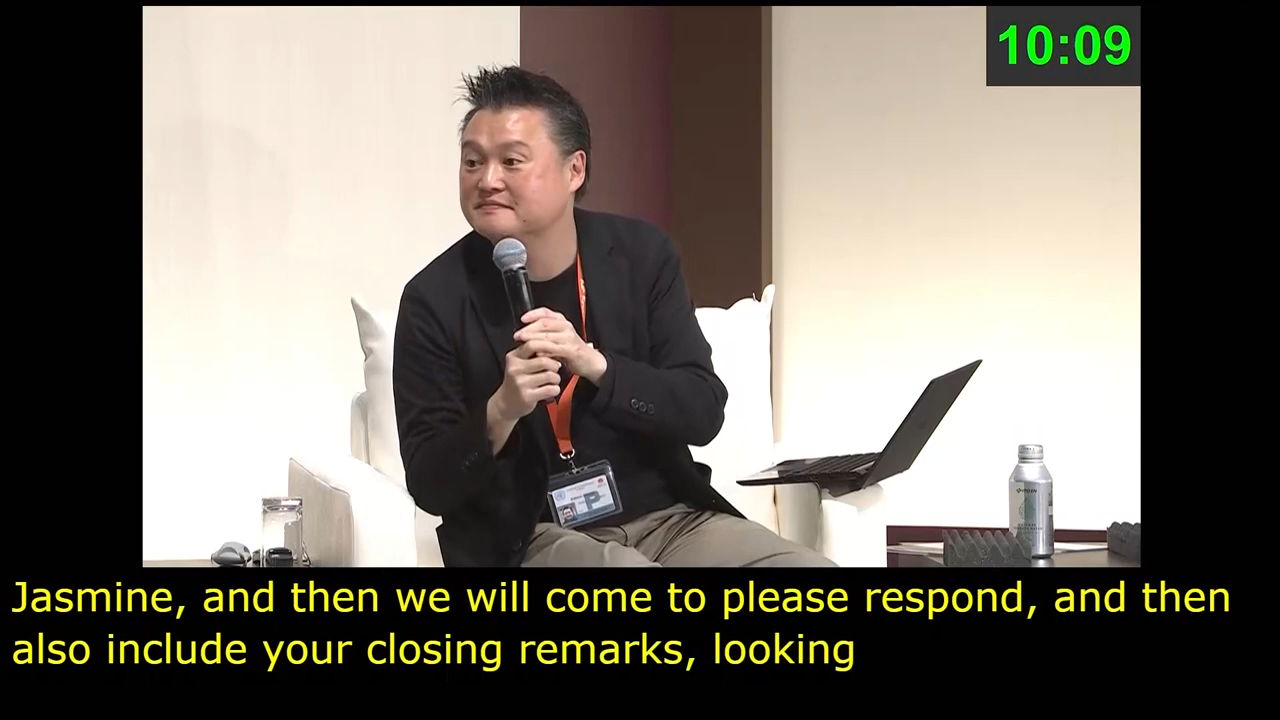 10:09
P
Jasmine, and then we will come to please respond, and then
also include your closing remarks, looking